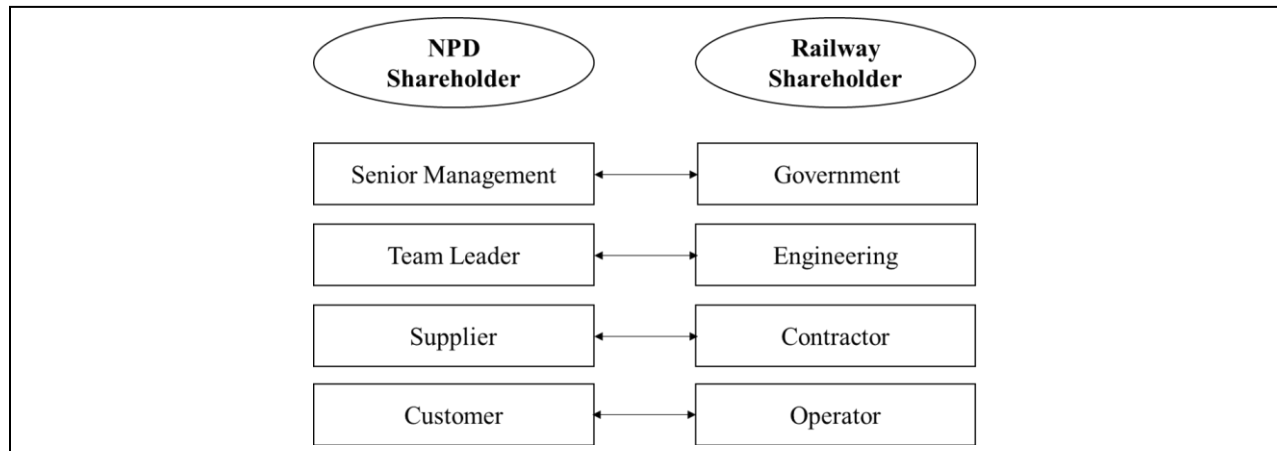 NPD
Shareholder
Railway
Shareholder
Senior Management
Government
Team Leader
Engineering
Supplier
Contractor
Customer
Operator